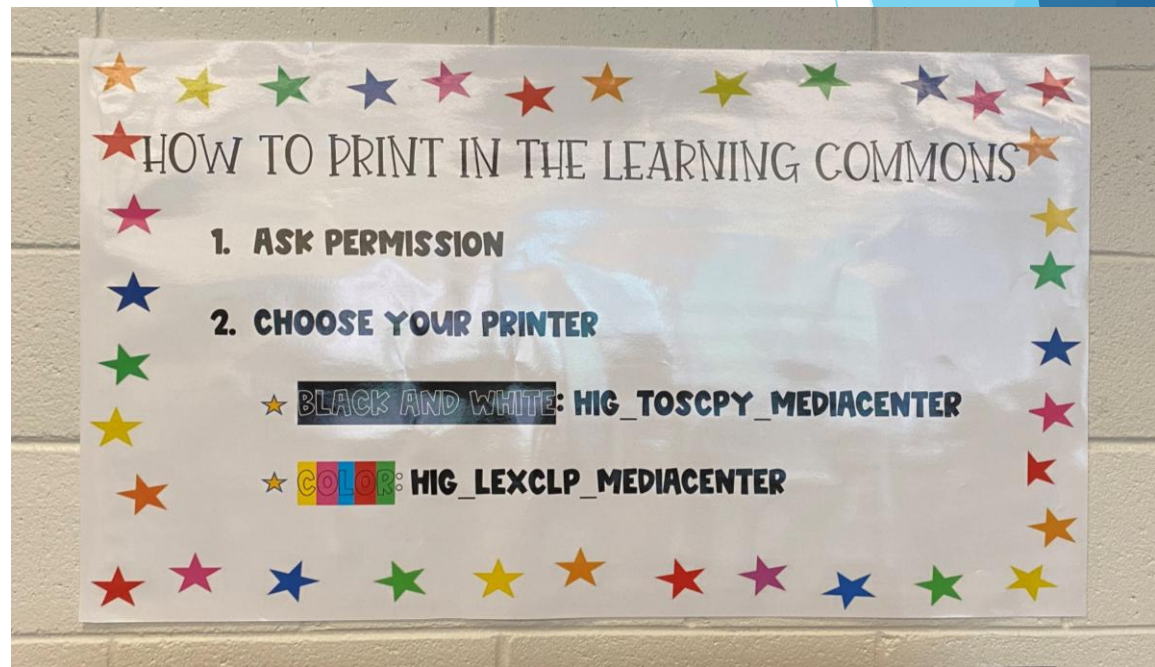 HOW TO PRINT IN THE LEARNING COMMONS
1. ASK PERMISSION
2. CHOOSE YOUR PRINTER
BLACK AND WHITE: HIG_TOSCPY_MEDIACENTER
COLOR: HIG_LEXCLP_MEDIACENTER